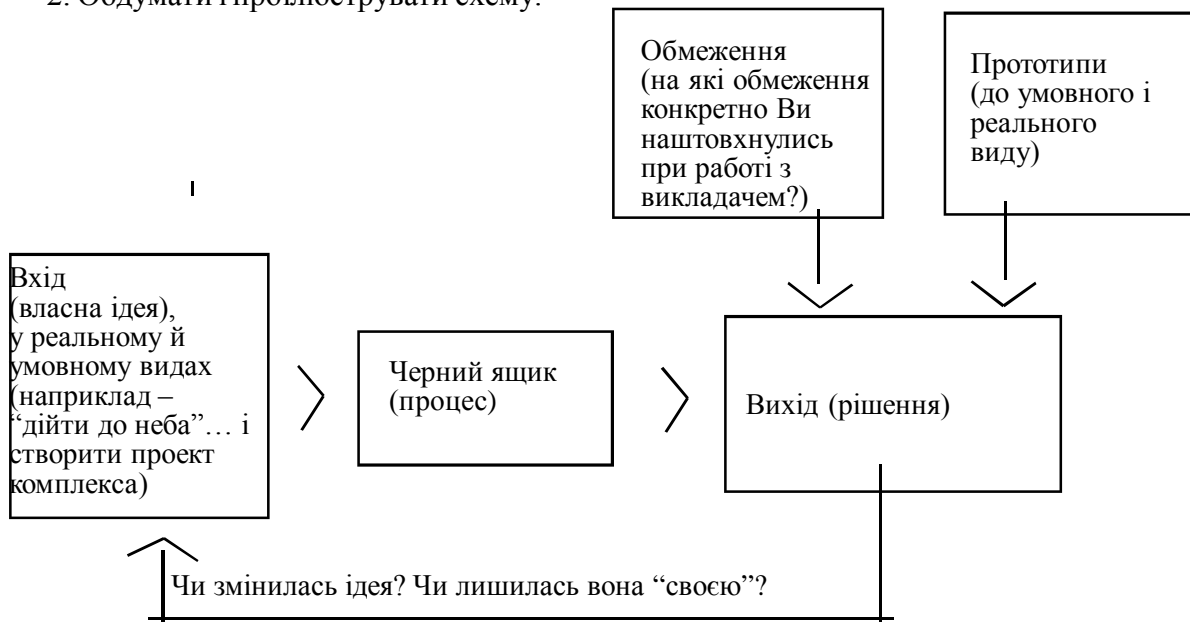 2. Обдумати і проілюструвати схему:
Обмеження
(на які обмеження
конкретно Ви
наштовхнулись
при работі з
викладачем?)
Прототипи
(до умовного і
реального
виду)
Вхід
(власна ідея),
у реальному й
умовному видах
(наприклад –
“дійти до неба”… і
створити проект
комплекса)
Черний ящик
(процес)
Вихід (рішення)
Чи змінилась ідея? Чи лишилась вона “своєю”?